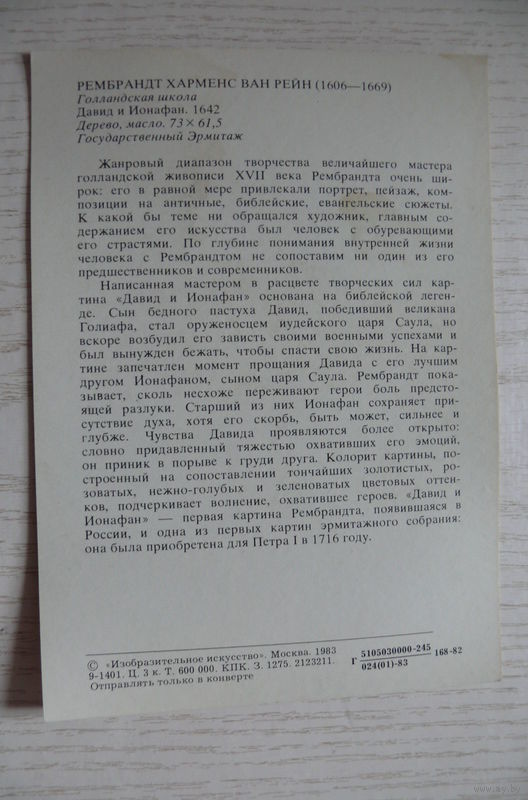 РЕМБРАНДТ ХАРМЕНС ВАН РЕЙН (1606—1669)
Голландская школа
Давид и Ионафан. 1642
Дерево, масло. 73 × 61,5
Государственный Эрмитаж
Жанровый диапазон творчества величайшего мастера
голландской живописи XVII века Рембрандта очень ши-
рок: его в равной мере привлекали портрет, пейзаж, ком-
позиции на античные, библейские, евангельские сюжеты.
К какой бы теме ни обращался художник, главным со-
держанием его искусства был человек с обуревающими
его страстями. По глубине понимания внутренней жизни
человека с Рембрандтом не сопоставим ни один из его
предшественников и современников.
Написанная мастером в расцвете творческих сил кар-
тина «Давид и Ионафан» основана на библейской леген-
де. Сын бедного пастуха Давид, победивший великана
Голиафа, стал оруженосцем иудейского царя Саула, но
вскоре возбудил его зависть своими военными успехами и
был вынужден бежать, чтобы спасти свою жизнь. На кар-
тине запечатлен момент прощания Давида с его лучшим
другом Ионафаном, сыном царя Саула. Рембрандт пока-
зывает, сколь несхоже переживают герои боль предсто-
ящей разлуки. Старший из них Ионафан сохраняет при-
сутствие духа, хотя его скорбь, быть может, сильнее и
глубже. Чувства Давида проявляются более открыто:
словно придавленный тяжестью охвативших его эмоций,
он приник в порыве к груди друга. Колорит картины, по-
строенный на сопоставлении тончайших золотистых, ро-
зоватых, нежно-голубых и зеленоватых цветовых оттен-
ков, подчеркивает волнение, охватившее героев. «Давид и
Ионафан» — первая картина Рембрандта, появившаяся в
России, и одна из первых картин эрмитажного собрания:
она была приобретена для Петра I в 1716 году.
© «Изобразительное искусство». Москва. 1983
9-1401. Ц. 3 к. Т. 600 000. КПК. З. 1275. 2123211.
Отправлять только в конверте
Г 5105030000-245 168-82
024(01)-83
www.ay.by